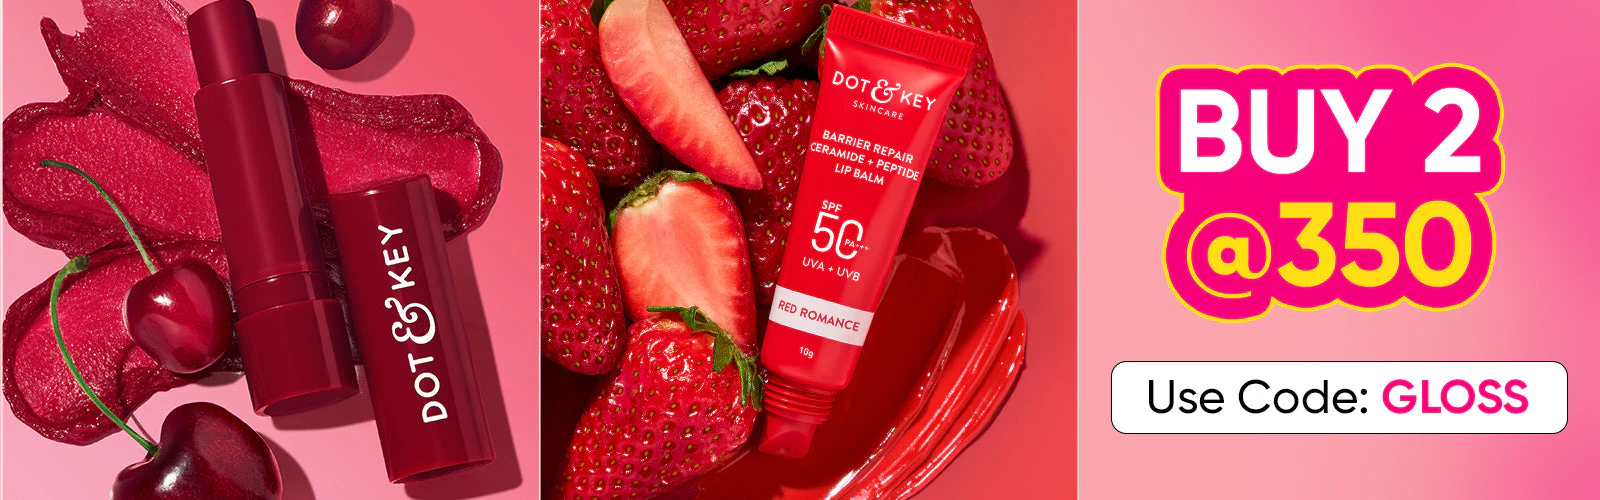 DOT & KEY
DOT & KEY
SKINCARE
BARRIER REPAIR
CERAMIDE + PEPTIDE
LIP BALM
SPF
50 PA+++
UVA + UVB
RED ROMANCE
10g
BUY 2
@350
Use Code: GLOSS